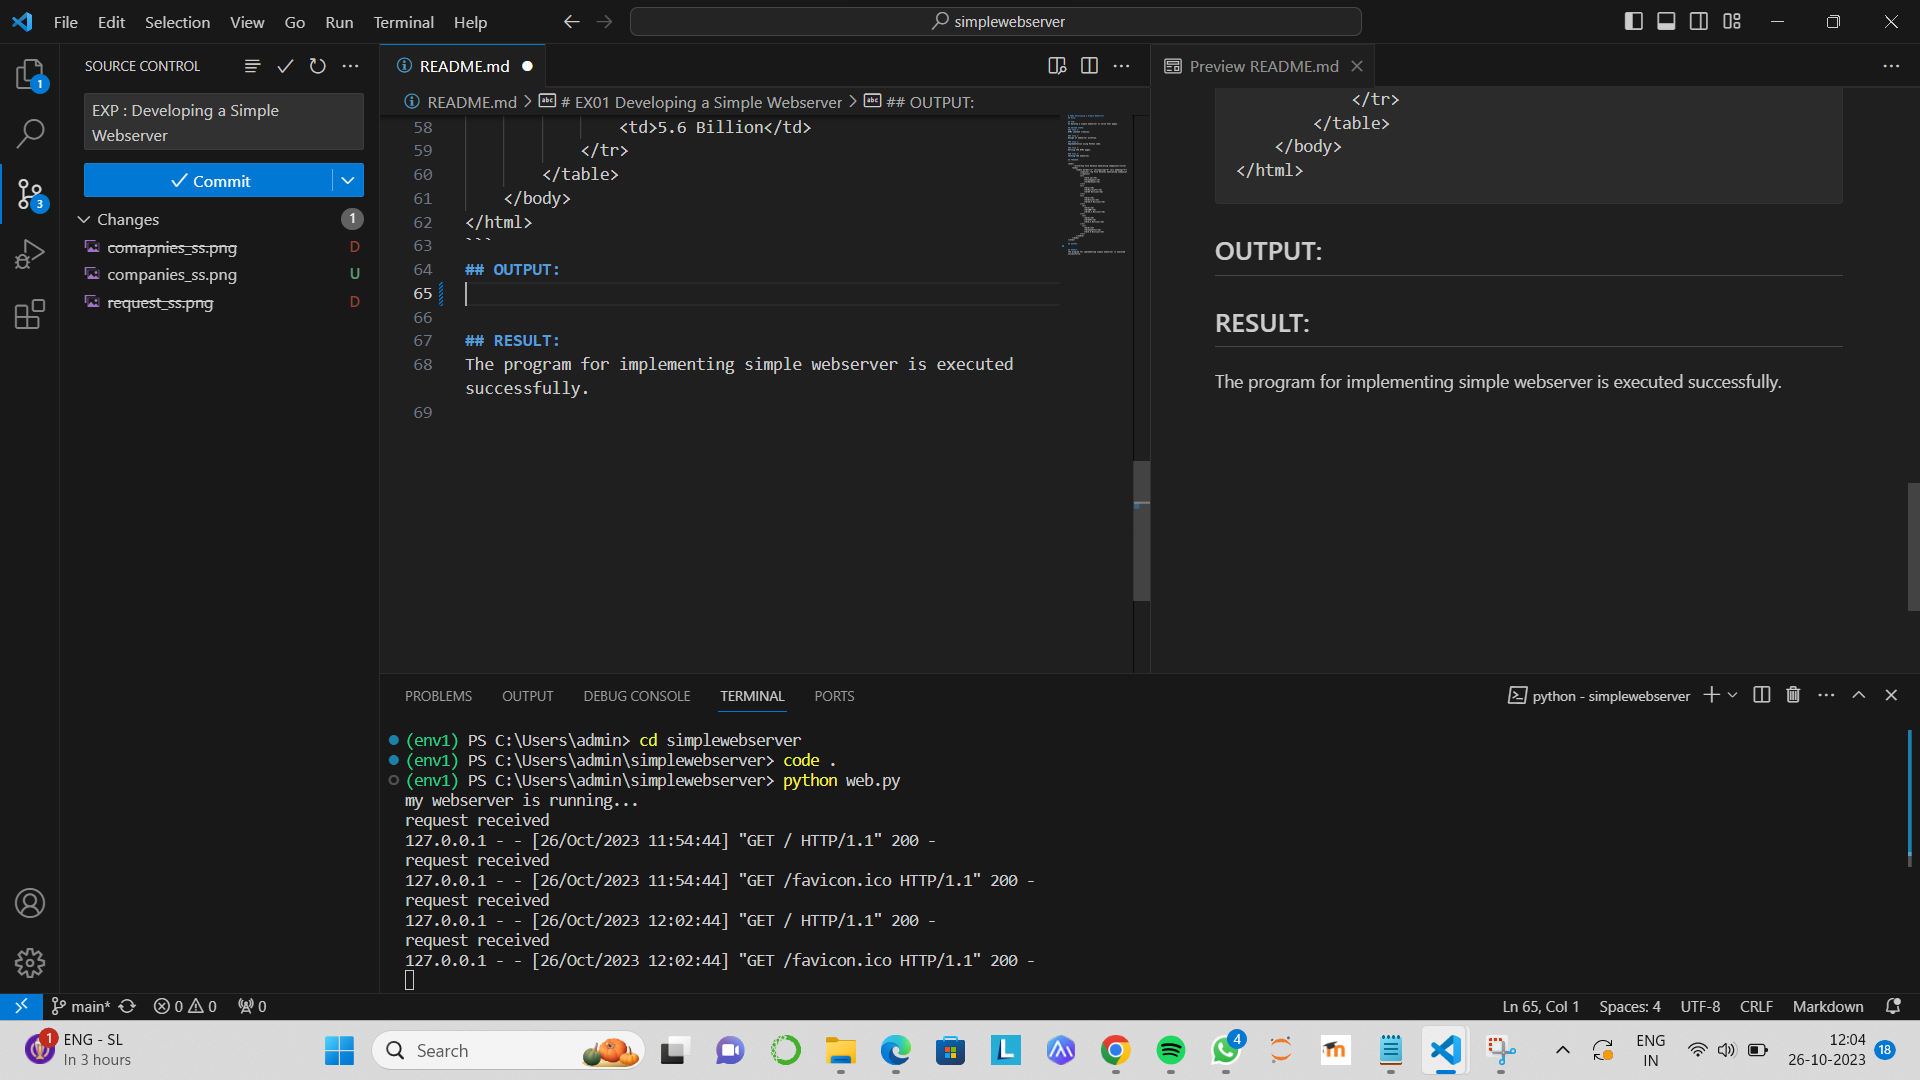 File Edit Selection View Go Run Terminal Help
simplewebserver
SOURCE CONTROL
EXP : Developing a Simple
Webserver
Commit
Changes 1
comapnies_ss.png D
companies_ss.png U
request_ss.png D
1
3
README.md
README.md > # EX01 Developing a Simple Webserver > ## OUTPUT:
58 <td>5.6 Billion</td>
59 </tr>
60 </table>
61 </body>
62 </html>
63 ```
64 ## OUTPUT:
65
66
67 ## RESULT:
68 The program for implementing simple webserver is executed
successfully.
69
Preview README.md
</tr>
</table>
</body>
</html>
OUTPUT:
RESULT:
The program for implementing simple webserver is executed successfully.
PROBLEMS OUTPUT DEBUG CONSOLE TERMINAL PORTS
python - simplewebserver
(env1) PS C:\Users\admin> cd simplewebserver
(env1) PS C:\Users\admin\simplewebserver> code .
(env1) PS C:\Users\admin\simplewebserver> python web.py
my webserver is running...
request received
127.0.0.1 - - [26/Oct/2023 11:54:44] "GET / HTTP/1.1" 200 -
request received
127.0.0.1 - - [26/Oct/2023 11:54:44] "GET /favicon.ico HTTP/1.1" 200 -
request received
127.0.0.1 - - [26/Oct/2023 12:02:44] "GET / HTTP/1.1" 200 -
request received
127.0.0.1 - - [26/Oct/2023 12:02:44] "GET /favicon.ico HTTP/1.1" 200 -
main* 0 0 0
Ln 65, Col 1 Spaces: 4 UTF-8 CRLF Markdown
1 ENG - SL
In 3 hours
Search
L
4
ENG
IN
12:04
26-10-2023
18